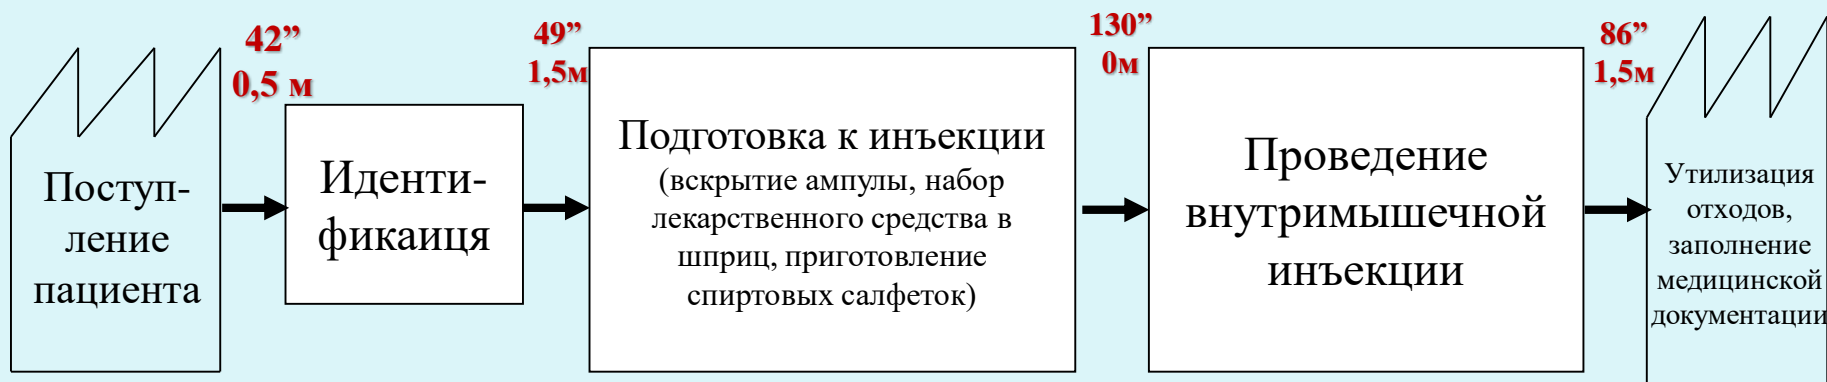 Поступ-
ление
пациента
42”
0,5 м
Иденти-
фикаиця
49”
1,5м
Подготовка к инъекции
(вскрытие ампулы, набор
лекарственного средства в
шприц, приготовление
спиртовых салфеток)
130”
0м
Проведение
внутримышечной
инъекции
86”
1,5м
Утилизация
отходов,
заполнение
медицинской
документации